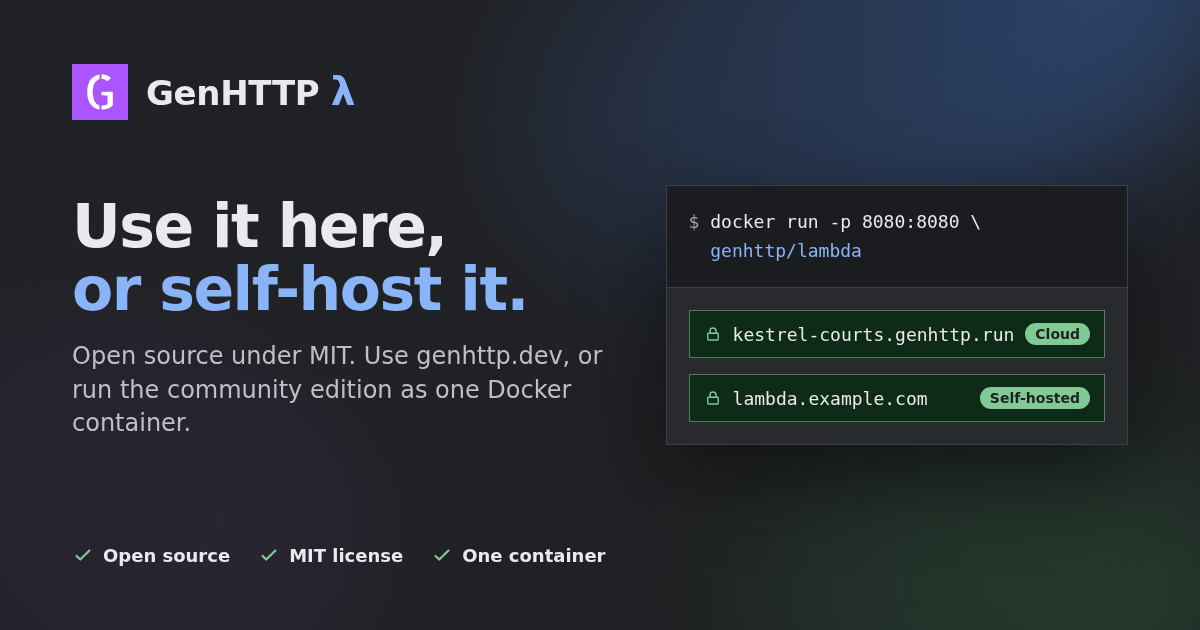 GenHTTP λ
Use it here,
or self-host it.
Open source under MIT. Use genhttp.dev, or
run the community edition as one Docker
container.
$ docker run -p 8080:8080 \
genhttp/lambda
kestrel-courts.genhttp.run Cloud
lambda.example.com Self-hosted
Open source MIT license One container